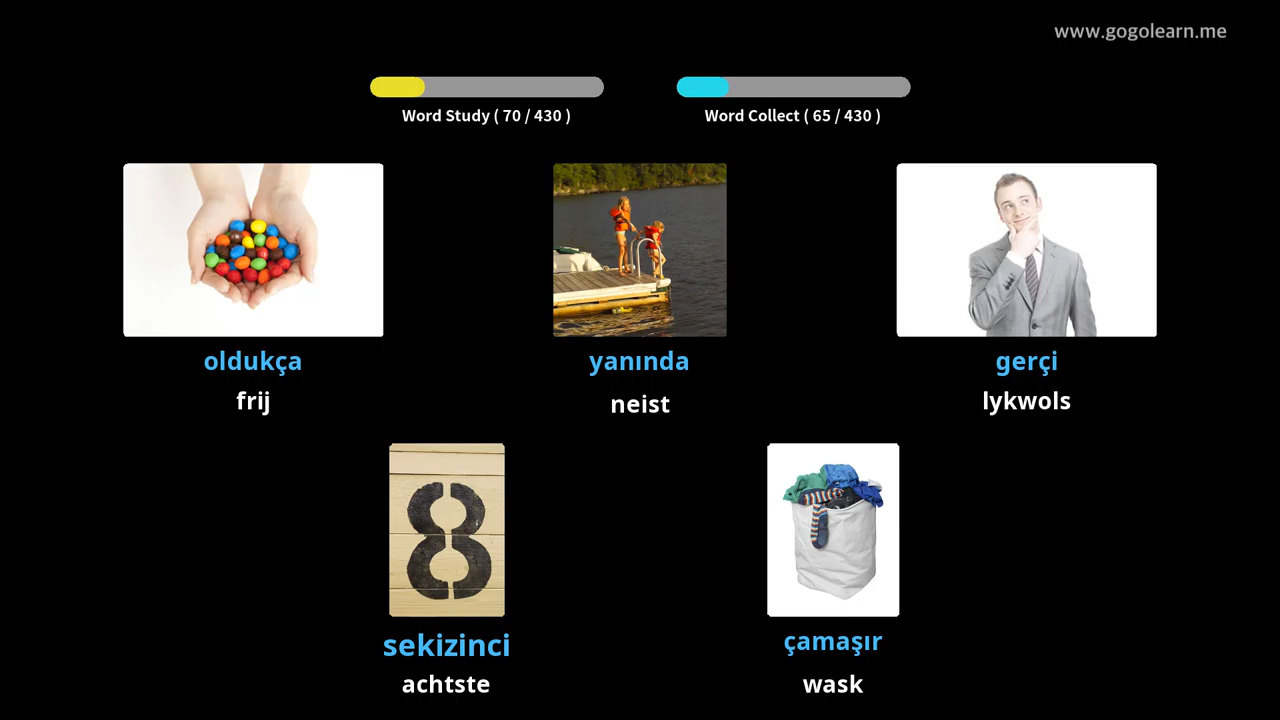 www.gogolearn.me
Word Study ( 70 / 430 )
Word Collect ( 65 / 430 )
oldukça
frij
yanında
neist
gerçi
lykwols
8
sekizinci
achtste
çamaşır
wask